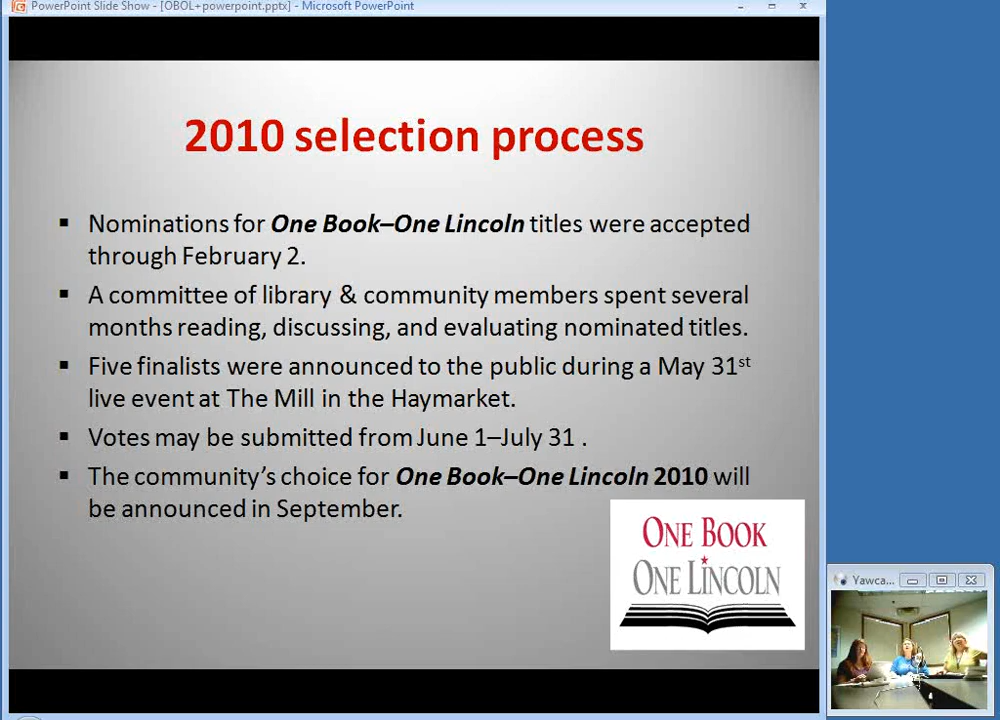 PowerPoint Slide Show - [OBOL+powerpoint.pptx] - Microsoft PowerPoint
2010 selection process
▪ Nominations for One Book–One Lincoln titles were accepted
through February 2.
▪ A committee of library & community members spent several
months reading, discussing, and evaluating nominated titles.
▪ Five finalists were announced to the public during a May 31st
live event at The Mill in the Haymarket.
▪ Votes may be submitted from June 1–July 31 .
▪ The community’s choice for One Book–One Lincoln 2010 will
be announced in September.
ONE BOOK
ONE LINCOLN
Yawca...